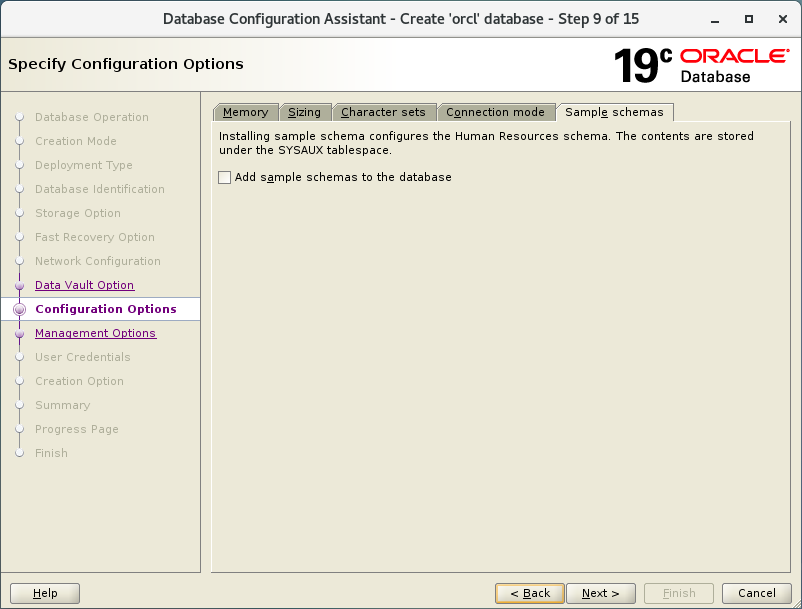 Database Configuration Assistant - Create 'orcl' database - Step 9 of 15
Specify Configuration Options
19c ORACLE
Database
Database Operation
Creation Mode
Deployment Type
Database Identification
Storage Option
Fast Recovery Option
Network Configuration
Data Vault Option
Configuration Options
Management Options
User Credentials
Creation Option
Summary
Progress Page
Finish
Memory Sizing Character sets Connection mode Sample schemas
Installing sample schema configures the Human Resources schema. The contents are stored
under the SYSAUX tablespace.
Add sample schemas to the database
Help < Back Next > Finish Cancel